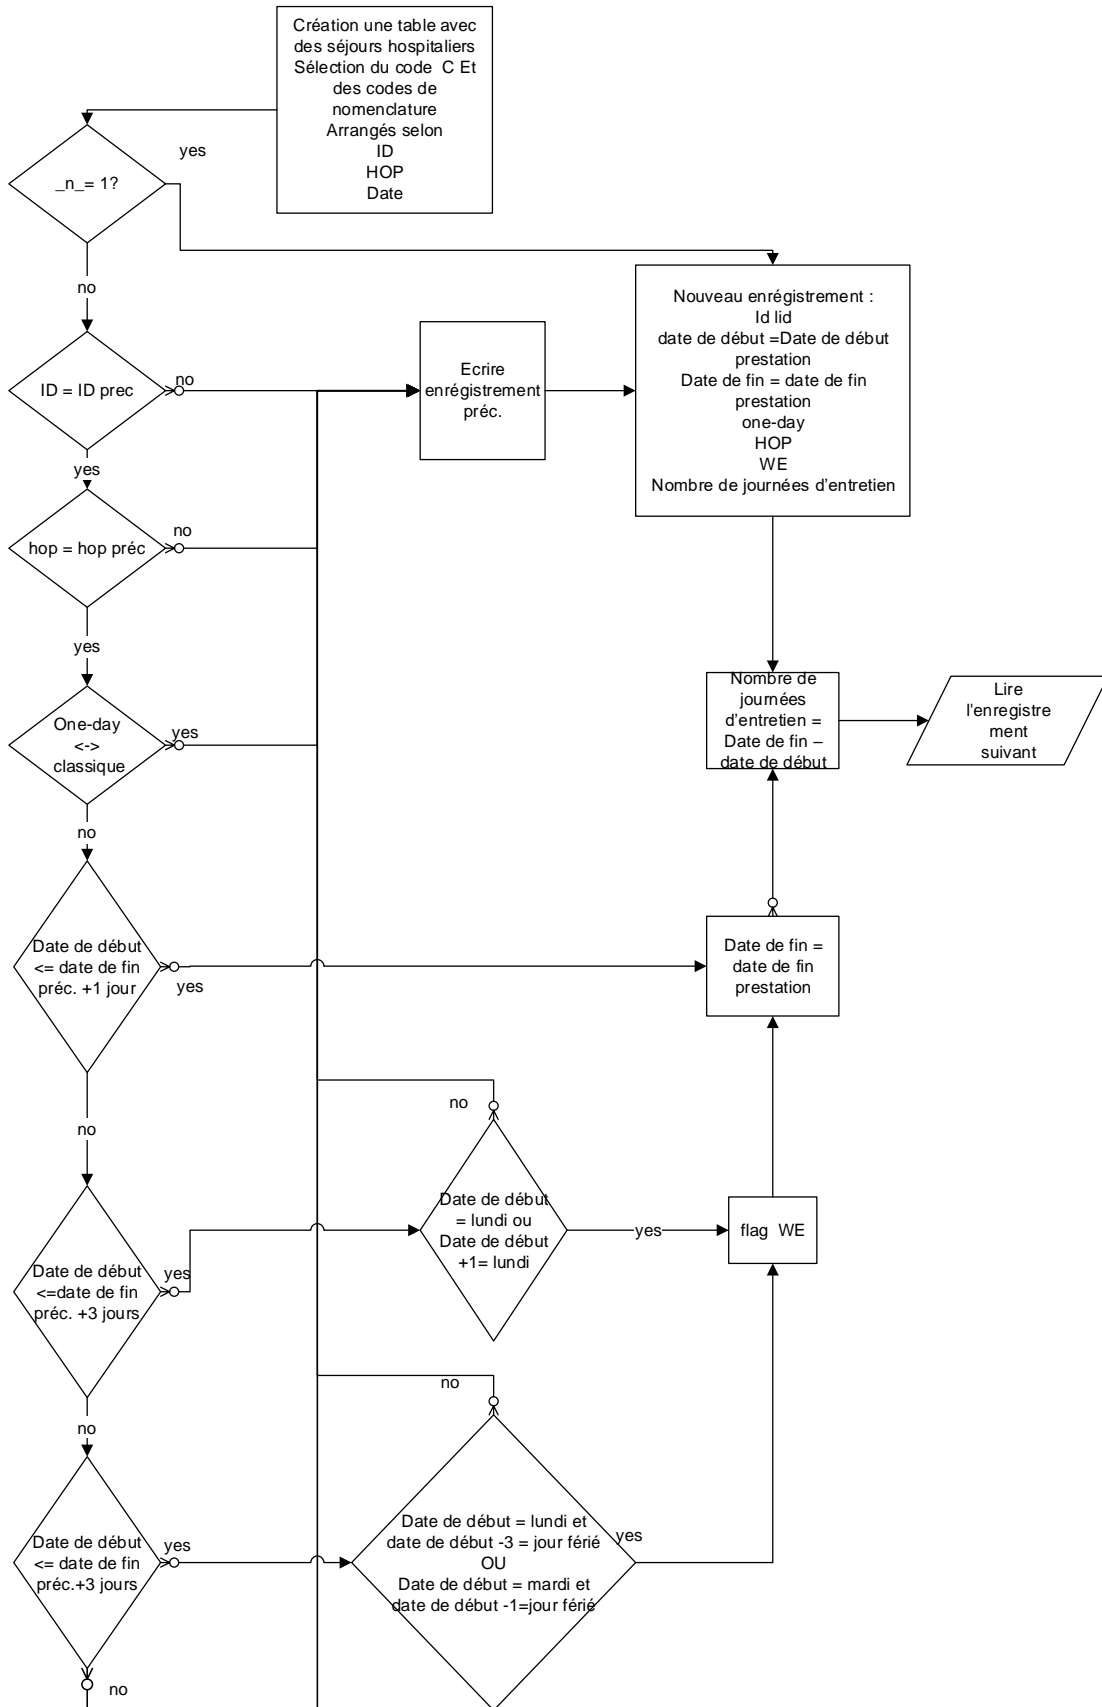 Création une table avec
des séjours hospitaliers
Sélection du code  C Et
des codes de
nomenclature
Arrangés selon
ID
HOP
Date
yes
_n_= 1?
no
Nouveau enrégistrement :
Id lid
date de début =Date de début
prestation
Date de fin = date de fin
prestation
one-day
HOP
WE
Nombre de journées d'entretien
Ecrire
enrégistrement
préc.
ID = ID prec
no
yes
hop = hop préc
no
yes
One-day
<->
classique
yes
no
Nombre de
journées
d'entretien =
Date de fin –
date de début
Lire
l'enregistre
ment
suivant
Date de début
<= date de fin
préc. +1 jour
yes
Date de fin =
date de fin
prestation
no
no
Date de début
= lundi ou
Date de début
+1= lundi
yes
flag  WE
Date de début
<=date de fin
préc. +3 jours
yes
no
no
Date de début
<= date de fin
préc.+3 jours
yes
Date de début = lundi et
date de début -3 = jour férié
OU
Date de début = mardi et
date de début -1=jour férié
yes
no